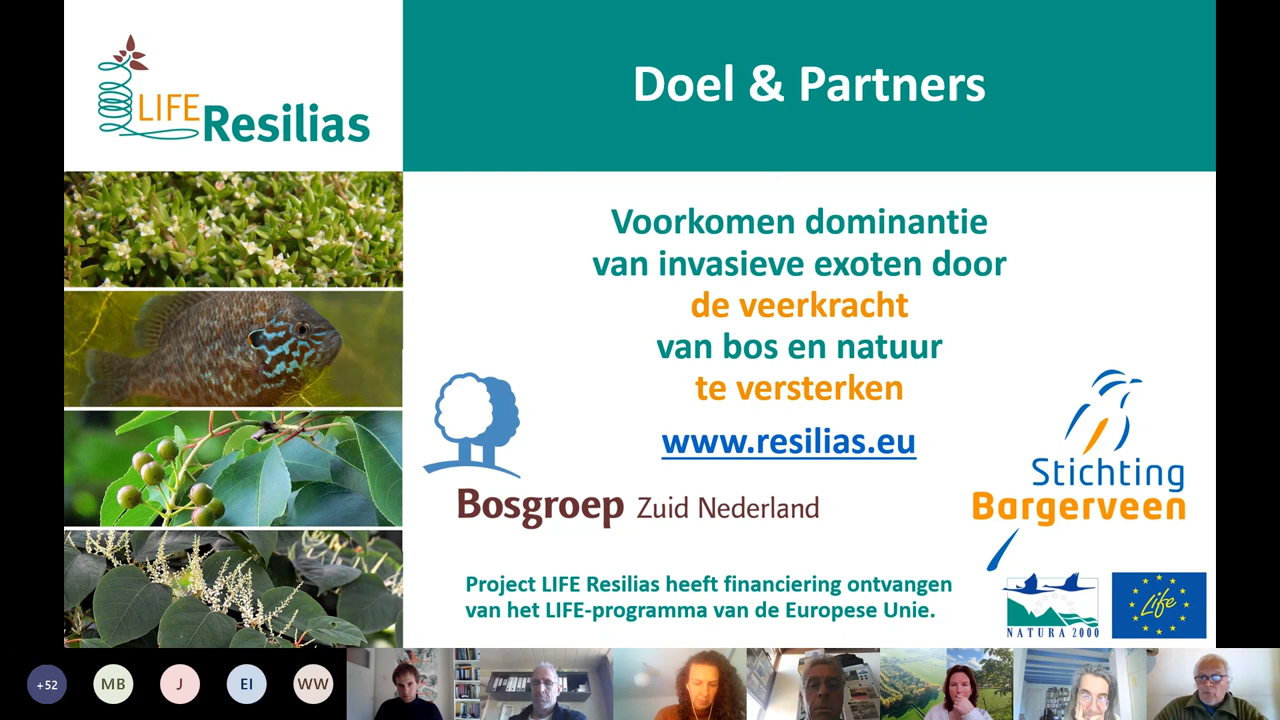 LIFE
Resilias
Doel & Partners
Voorkomen dominantie
van invasieve exoten door
de veerkracht
van bos en natuur
te versterken
www.resilias.eu
Bosgroep Zuid Nederland
Stichting
Bargerveen
Project LIFE Resilias heeft financiering ontvangen
van het LIFE-programma van de Europese Unie.
NATURA 2000
Life
+52
MB
J
EI
WW